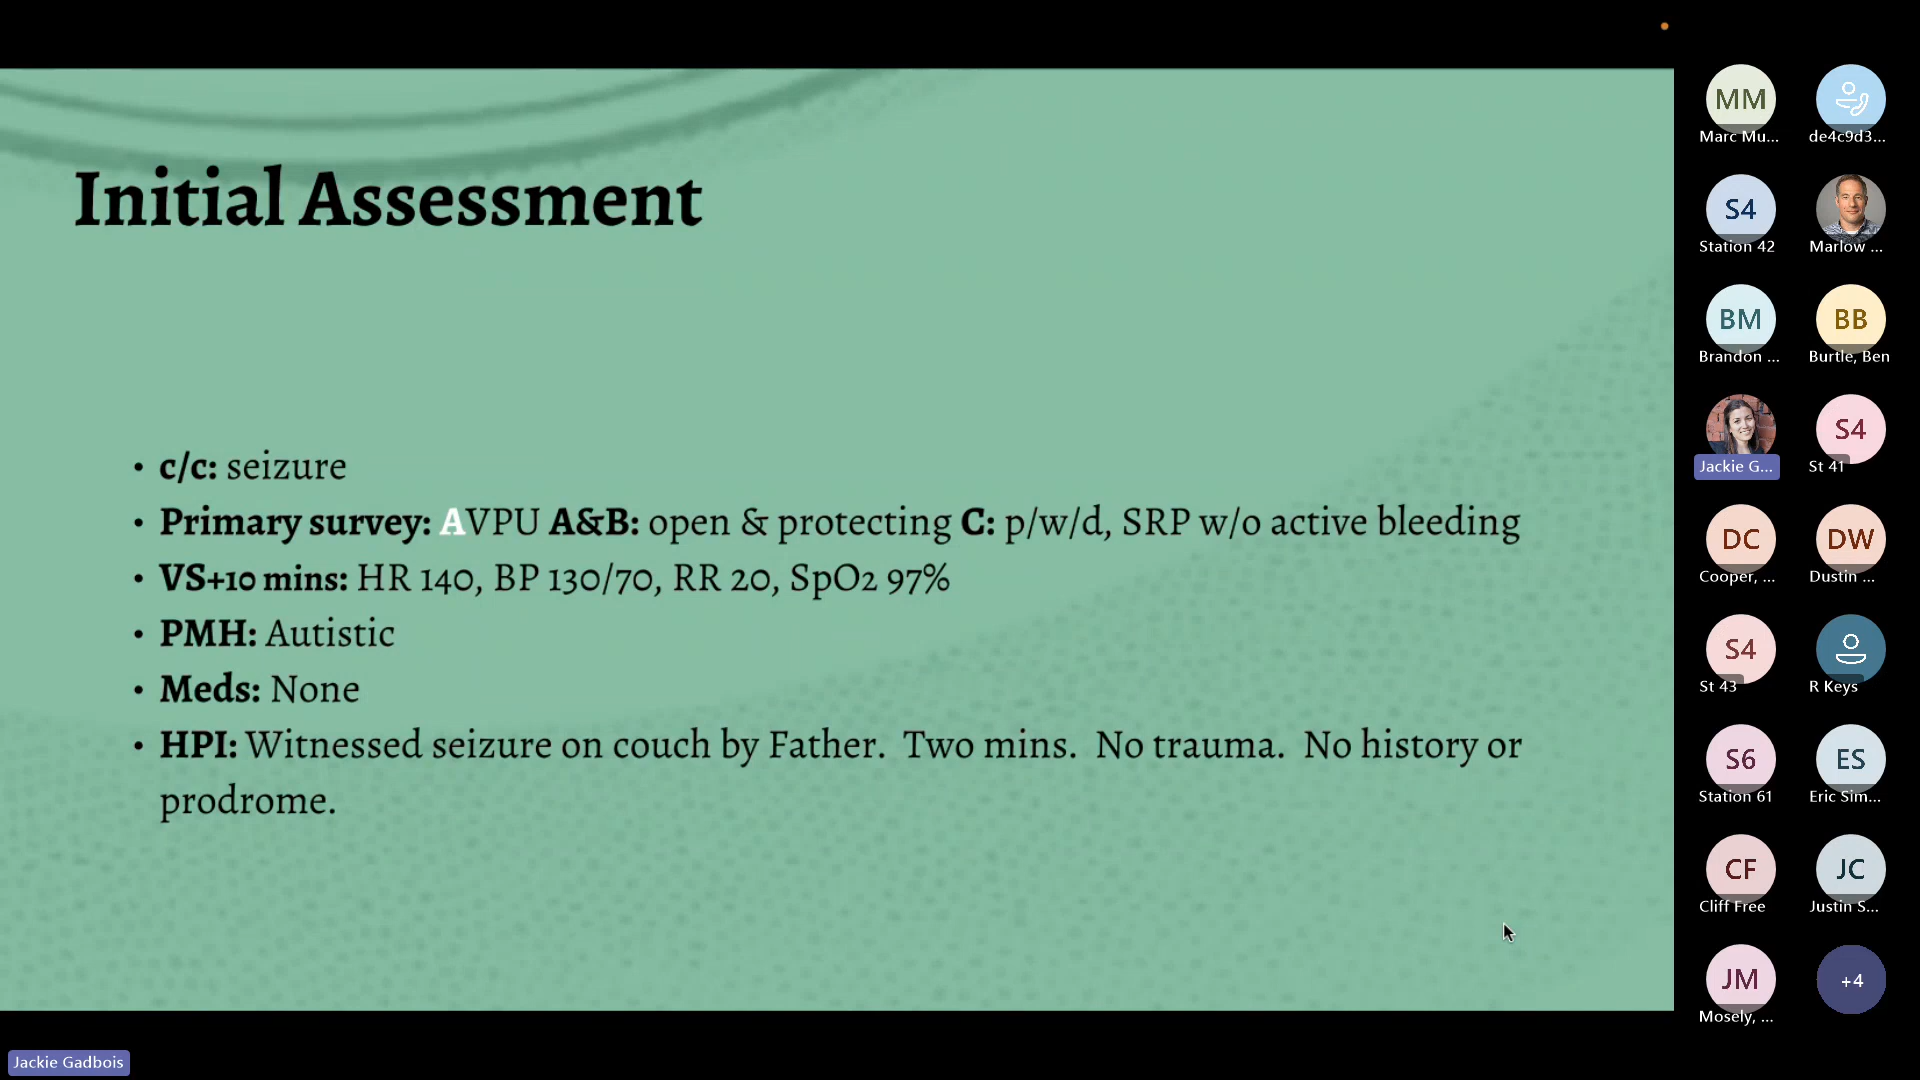 Initial Assessment
• c/c: seizure
• Primary survey: AVPU A&B: open & protecting C: p/w/d, SRP w/o active bleeding
• VS+10 mins: HR 140, BP 130/70, RR 20, SpO2 97%
• PMH: Autistic
• Meds: None
• HPI: Witnessed seizure on couch by Father. Two mins. No trauma. No history or
prodrome.
MM
Marc Mu...
de4c9d3...
S4
Station 42
Marlow ...
BM
Brandon ...
BB
Burtle, Ben
Jackie G...
S4
St 41
DC
Cooper, ...
DW
Dustin ...
S4
St 43
R Keys
S6
Station 61
ES
Eric Sim...
CF
Cliff Free
JC
Justin S...
JM
Mosely, ...
+4
Jackie Gadbois